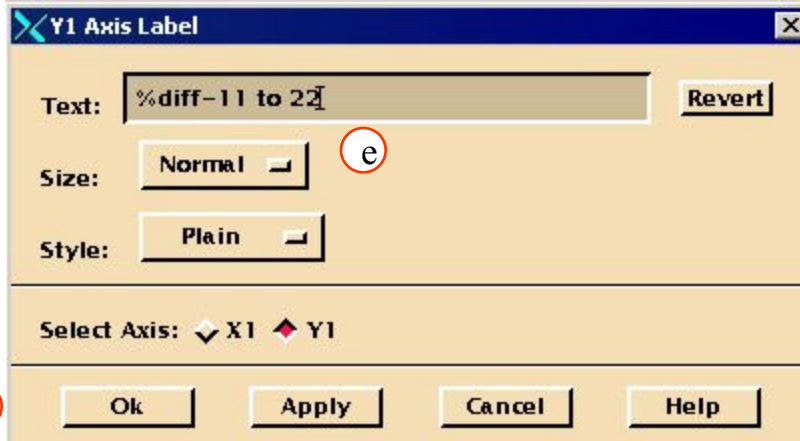 Y1 Axis Label
Text: %diff-11 to 22 Revert
e
Size: Normal
Style: Plain
Select Axis: X1 Y1
Ok Apply Cancel Help